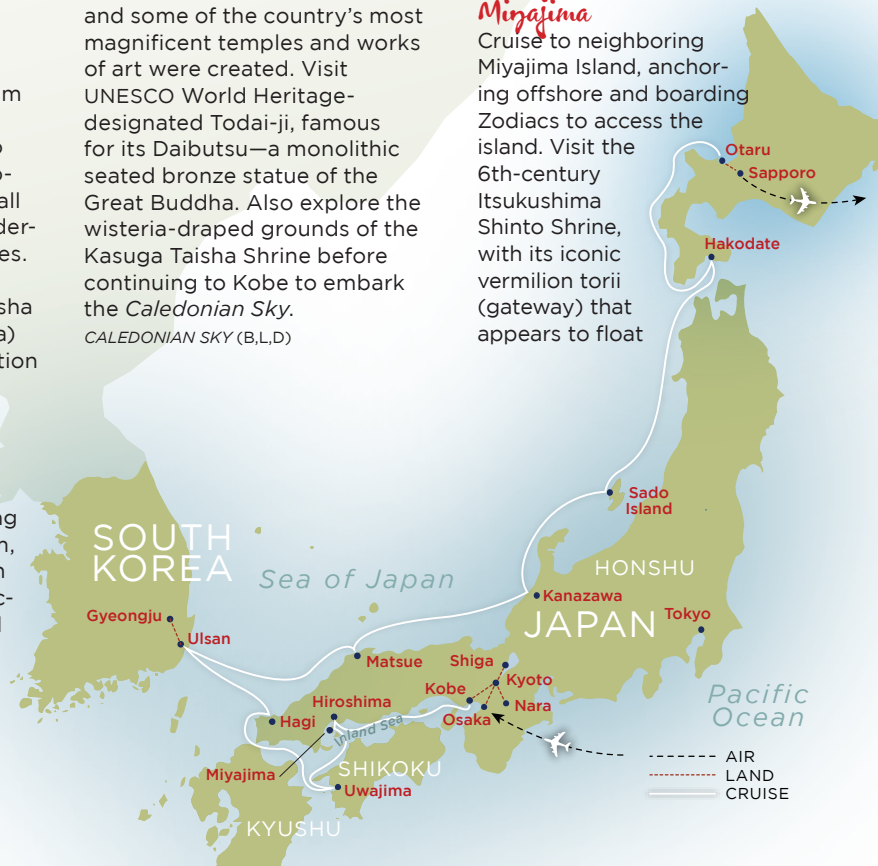 and some of the country's most
magnificent temples and works
of art were created. Visit
UNESCO World Heritage-
designated Todai-ji, famous
for its Daibutsu—a monolithic
seated bronze statue of the
Great Buddha. Also explore the
wisteria-draped grounds of the
Kasuga Taisha Shrine before
continuing to Kobe to embark
the Caledonian Sky.
CALEDONIAN SKY (B,L,D)
Miyajima
Cruise to neighboring
Miyajima Island, anchor-
ing offshore and boarding
Zodiacs to access the
island. Visit the
6th-century
Itsukushima
Shinto Shrine,
with its iconic
vermilion torii
(gateway) that
appears to float
Otaru
Sapporo
Hakodate
Sado
Island
SOUTH
KOREA
Sea of Japan
HONSHU
Kanazawa
JAPAN
Tokyo
Gyeongju
Ulsan
Matsue
Shiga
Kyoto
Kobe
Nara
Osaka
Hiroshima
Hagi
Inland Sea
Pacific
Ocean
Miyajima
SHIKOKU
Uwajima
KYUSHU
AIR
LAND
CRUISE